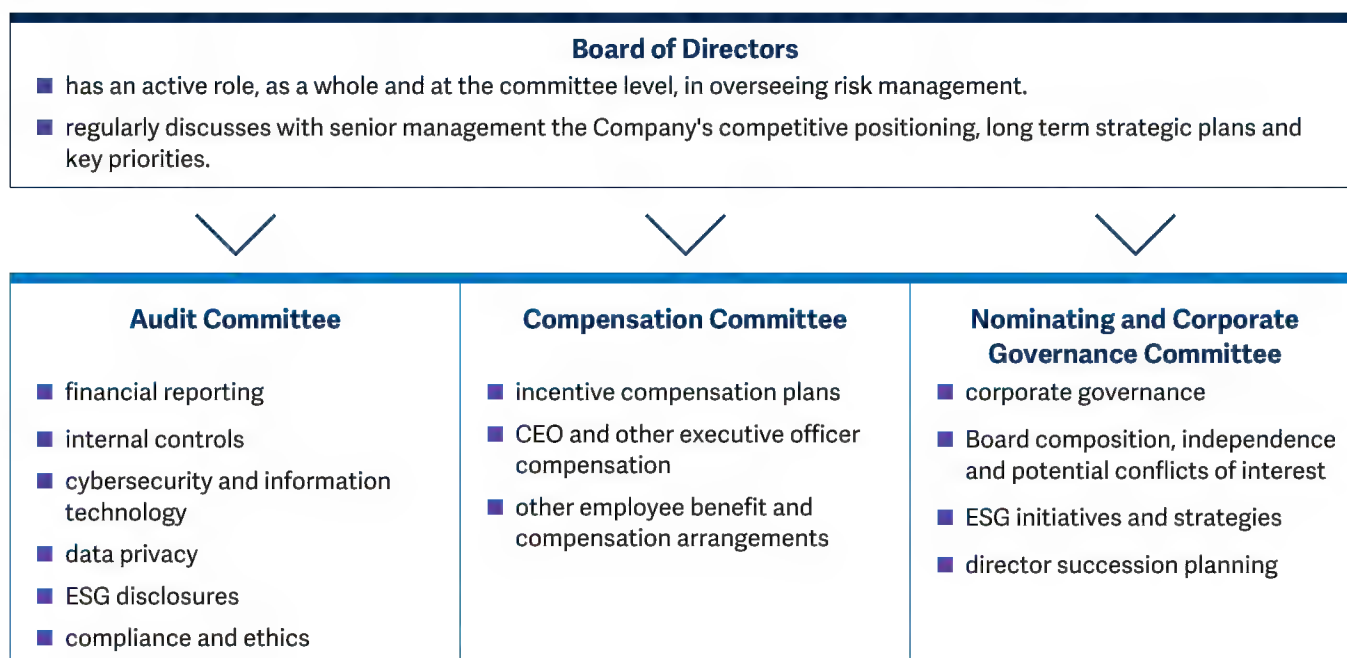 Board of Directors
has an active role, as a whole and at the committee level, in overseeing risk management.
regularly discusses with senior management the Company's competitive positioning, long term strategic plans and
key priorities.
Audit Committee
financial reporting
internal controls
cybersecurity and information
technology
data privacy
ESG disclosures
compliance and ethics
Compensation Committee
incentive compensation plans
CEO and other executive officer
compensation
other employee benefit and
compensation arrangements
Nominating and Corporate
Governance Committee
corporate governance
Board composition, independence
and potential conflicts of interest
ESG initiatives and strategies
director succession planning